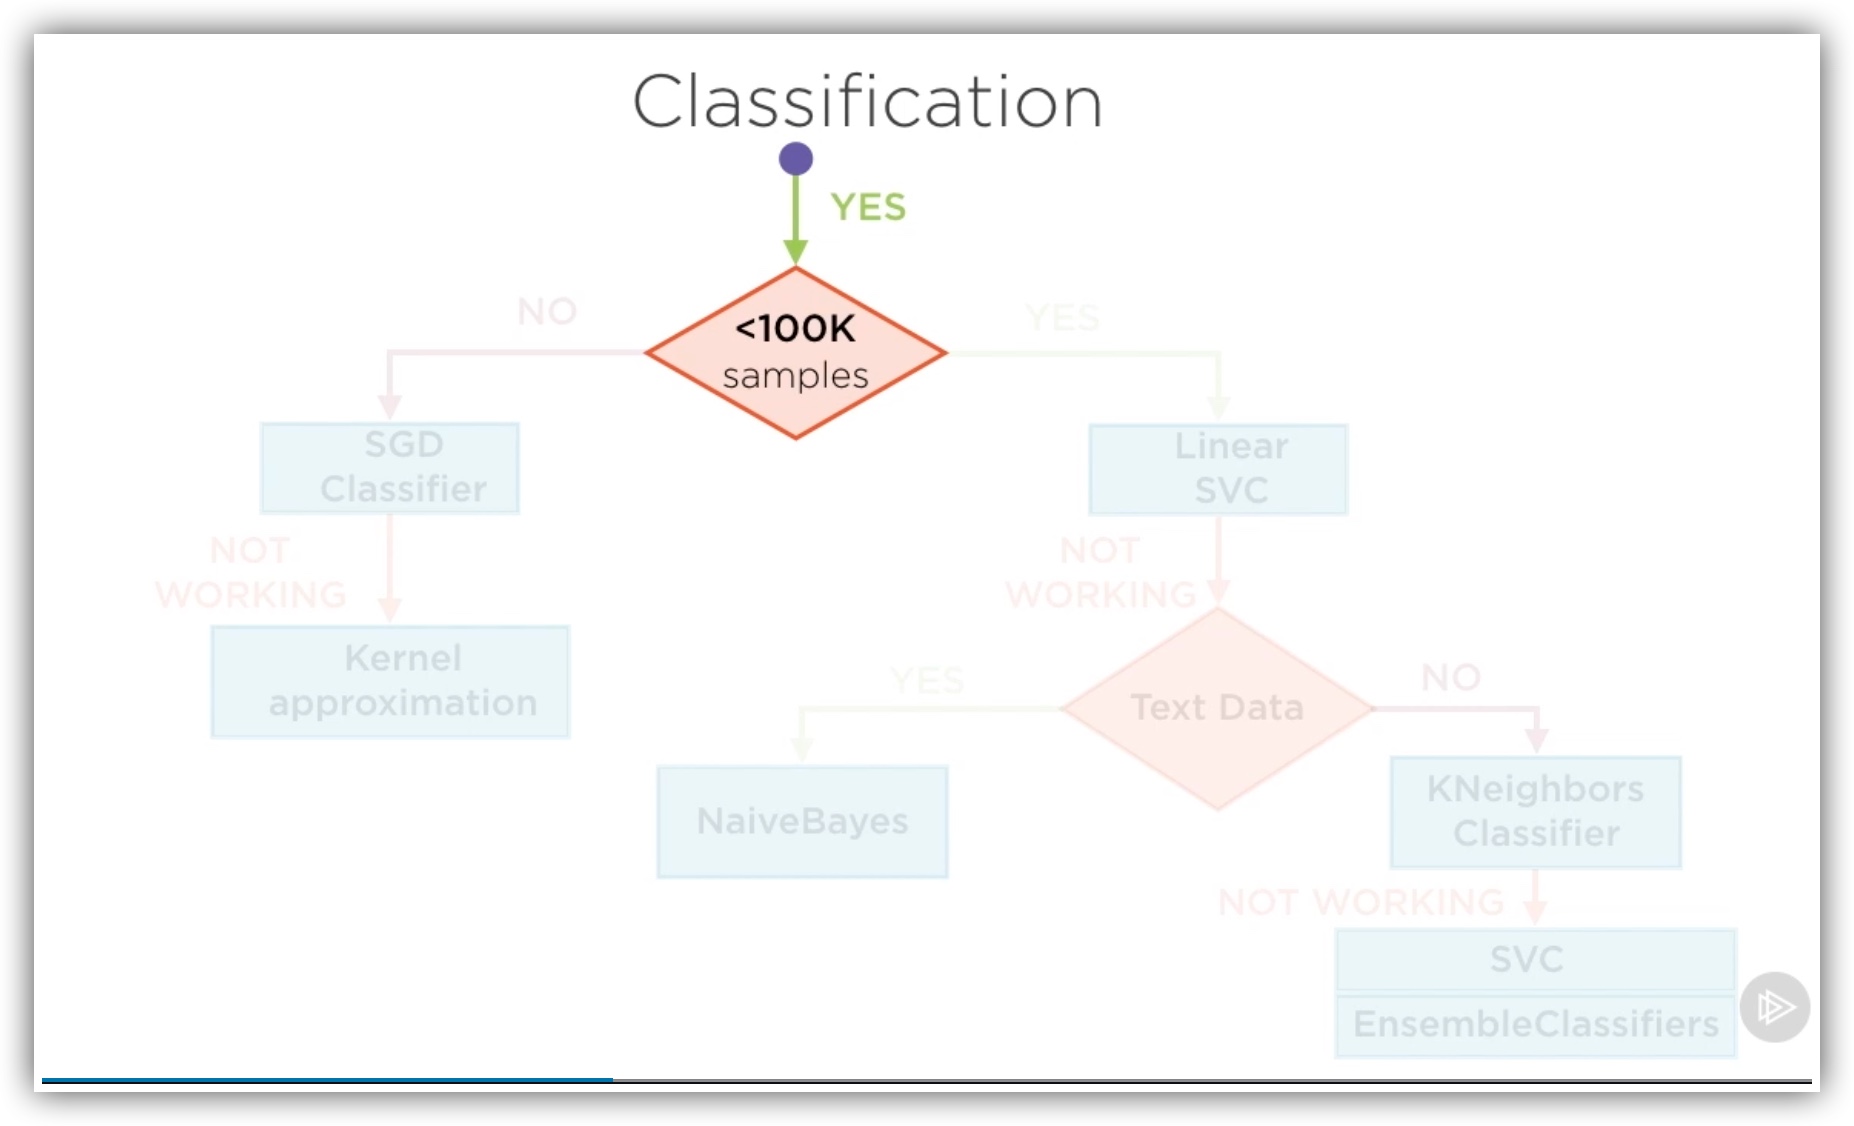 Classification
YES
NO
<100K
samples
YES
SGD
Classifier
Linear
SVC
NOT
WORKING
NOT
WORKING
Kernel
approximation
YES
Text Data
NO
NaiveBayes
KNeighbors
Classifier
NOT WORKING
SVC
EnsembleClassifiers